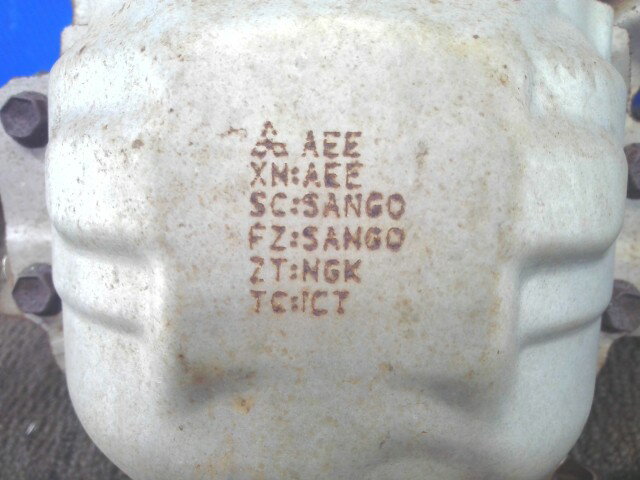 AEE
XN:AEE
SC:SANGO
FZ:SANGO
ZT:NGK
TC:ICT